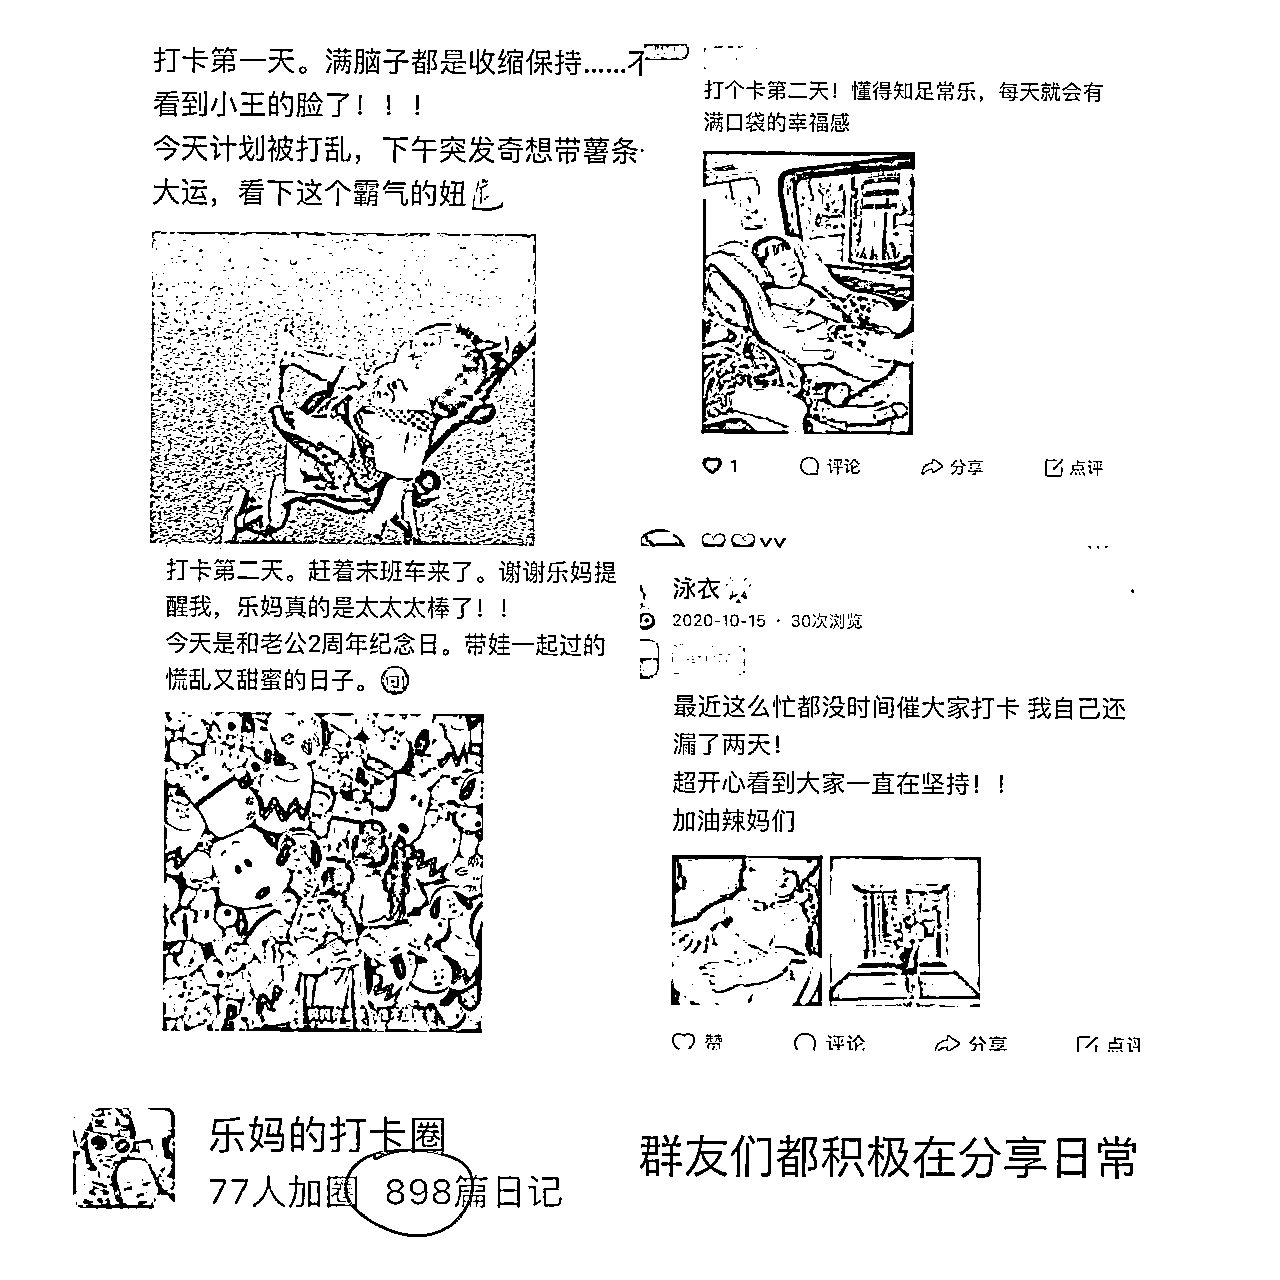 打卡第一天。满脑子都是收缩保持......不
看到小王的脸了！！！
今天计划被打乱，下午突发奇想带薯条
大运，看下这个霸气的妞
打卡第二天。赶着末班车来了。谢谢乐妈提
醒我，乐妈真的是太太太棒了！！
今天是和老公2周年纪念日。带娃一起过的
慌乱又甜蜜的日子。
打个卡第二天！懂得知足常乐，每天就会有
满口袋的幸福感
1 评论 分享 点评
泳衣
2020-10-15 · 30次浏览
最近这么忙都没时间催大家打卡 我自己还
漏了两天！
超开心看到大家一直在坚持！！
加油辣妈们
赞 评论 分享 点评
乐妈的打卡圈
77人加圈 898篇日记
群友们都积极在分享日常